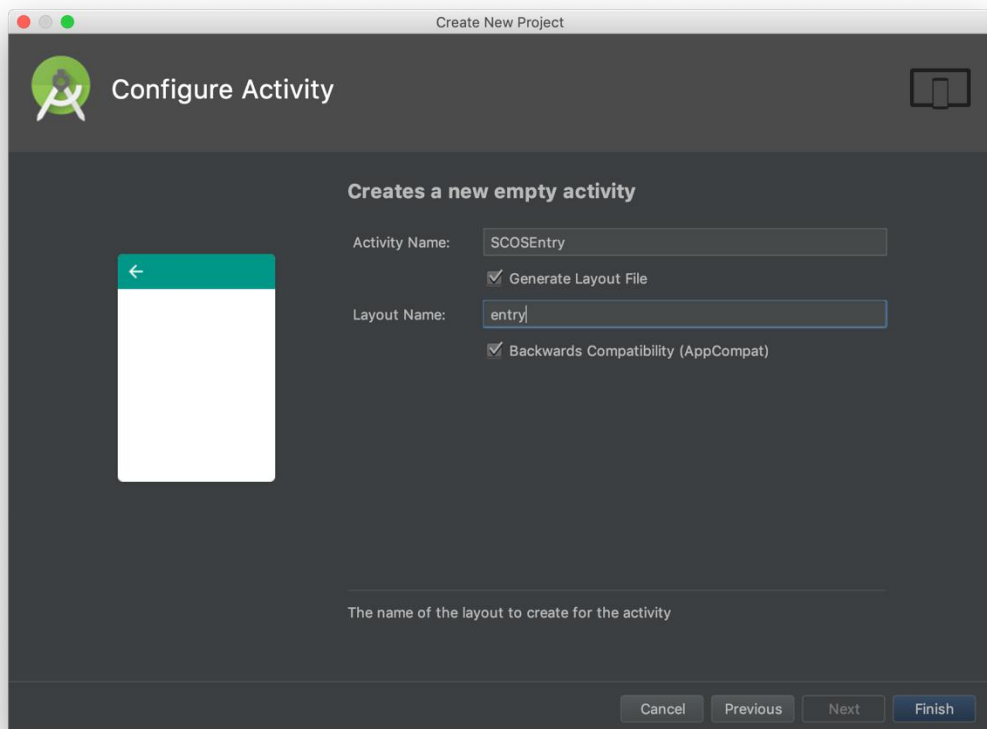 Create New Project
Configure Activity
Creates a new empty activity
Activity Name: SCOSEntry
Generate Layout File
Layout Name: entry
Backwards Compatibility (AppCompat)
The name of the layout to create for the activity
Cancel Previous Next Finish